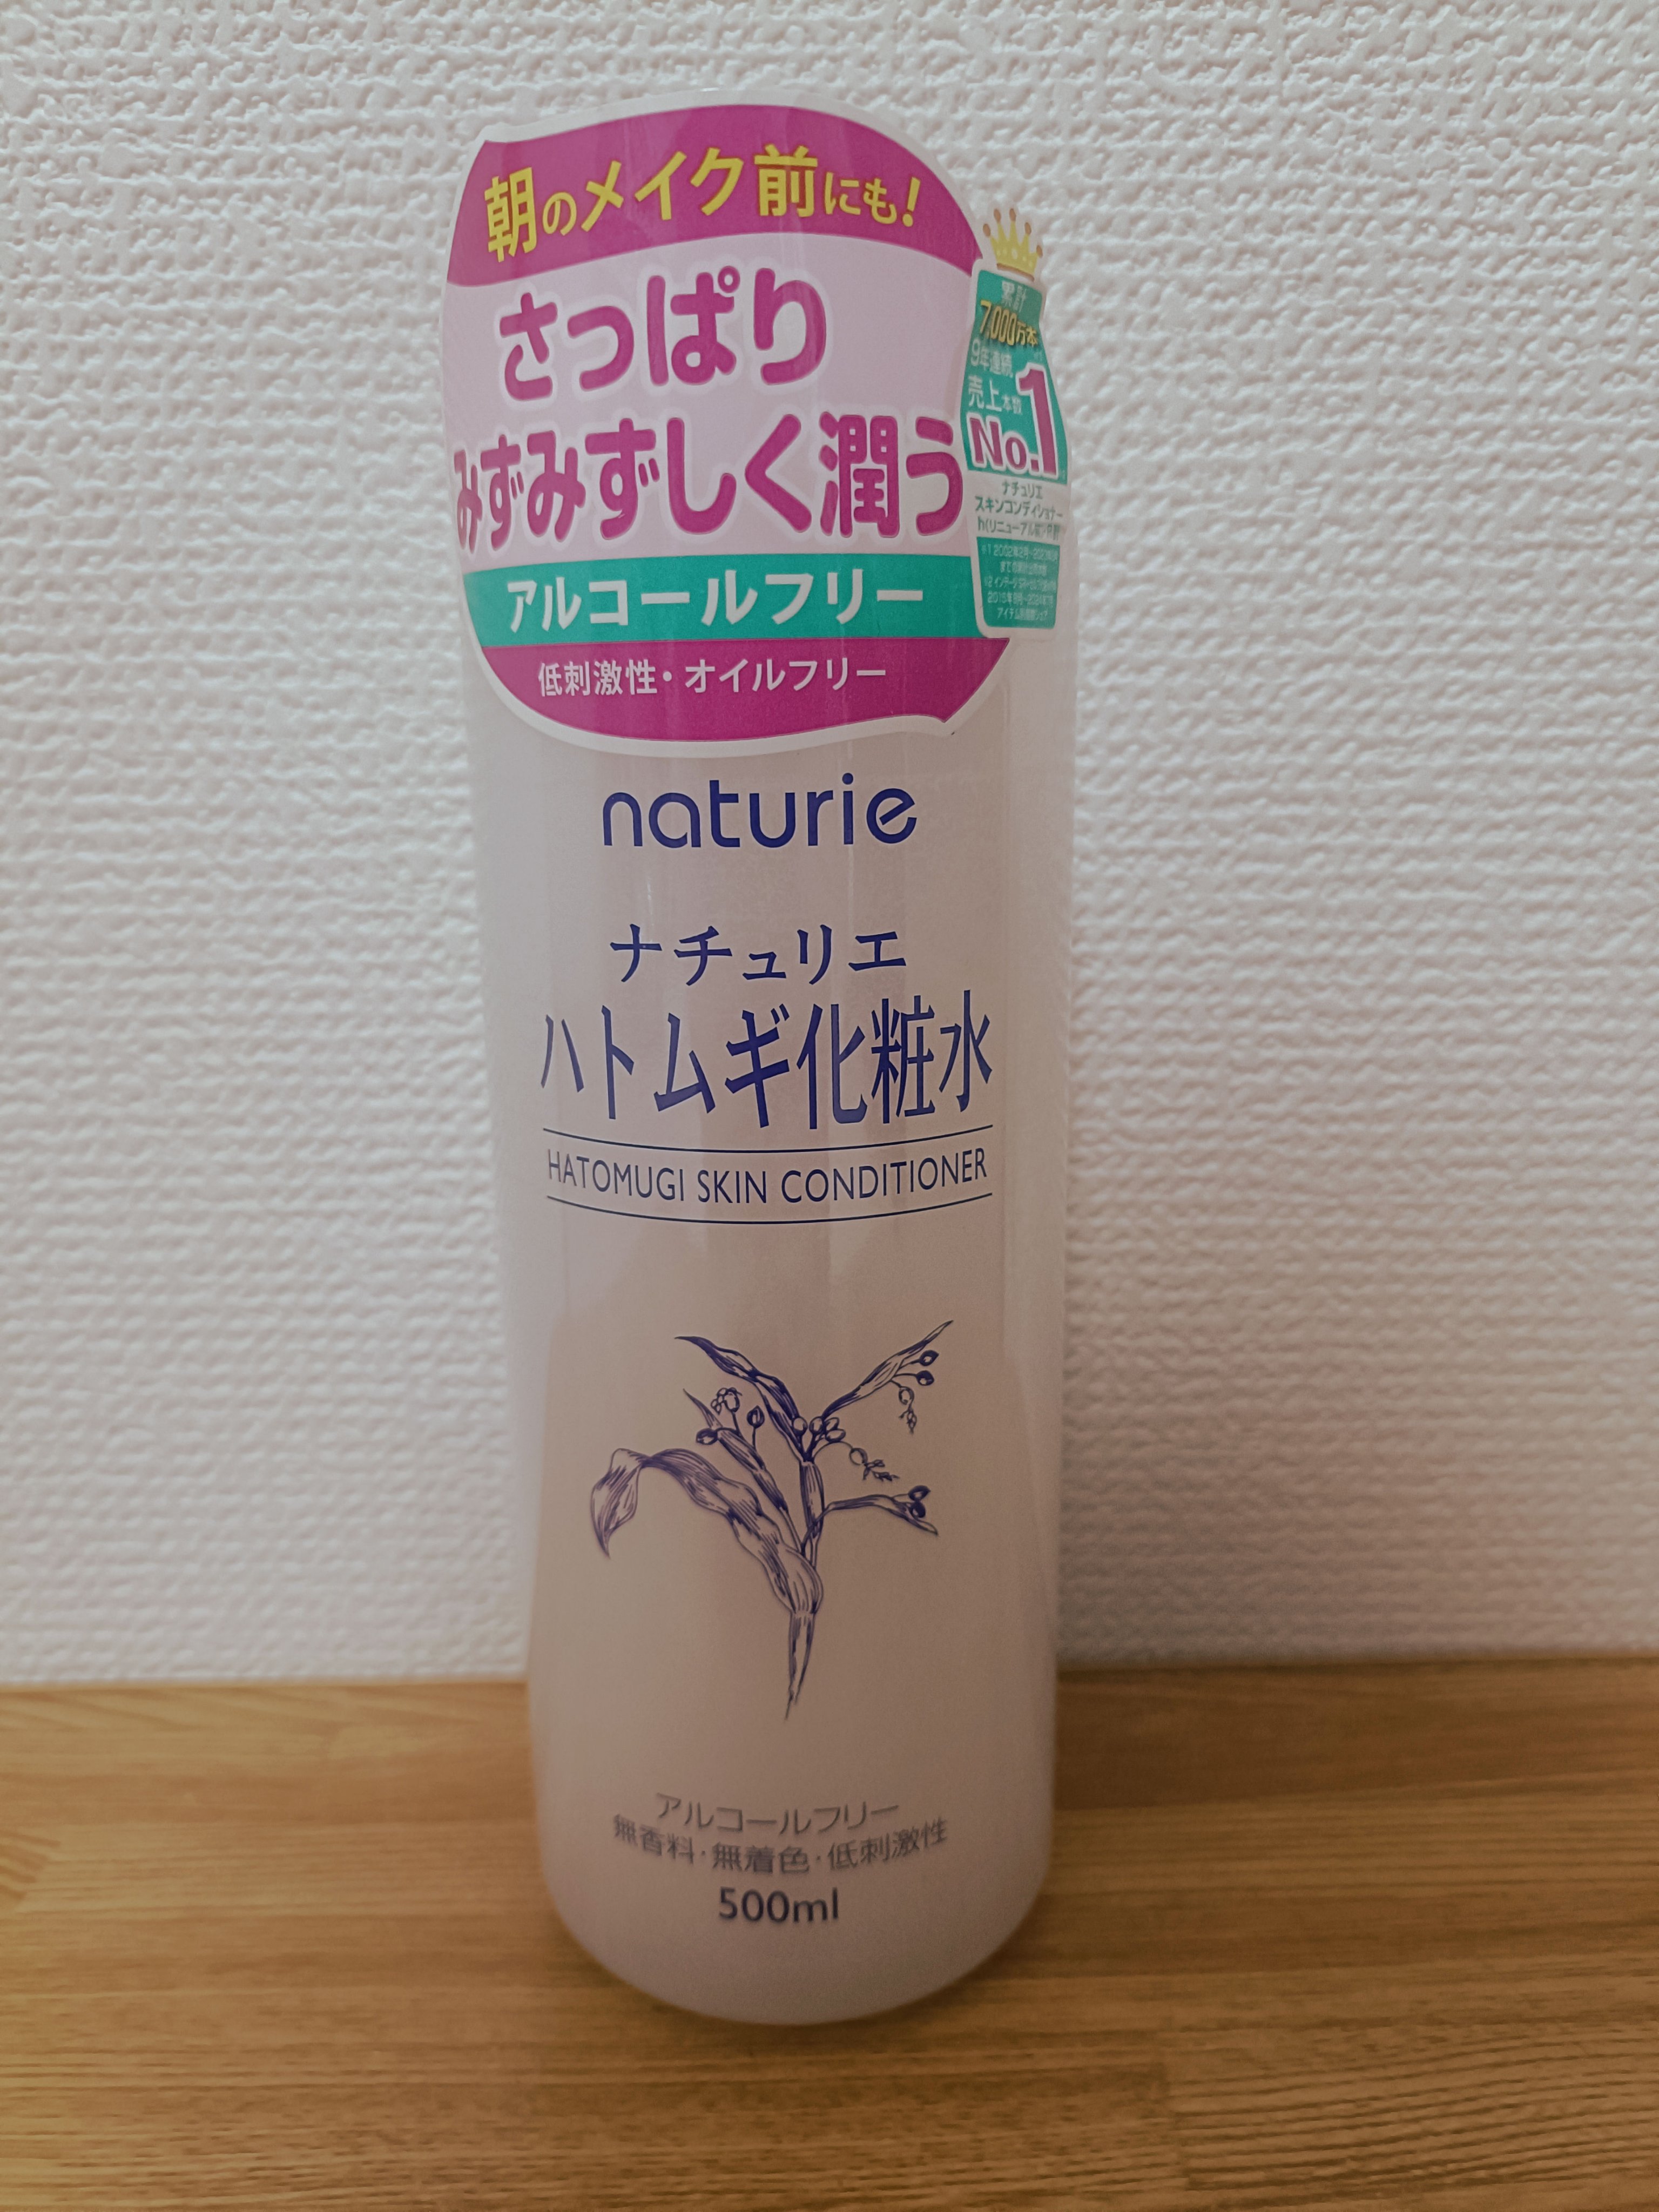 朝のメイク前にも!
さっぱり
みずみずしく潤う
アルコールフリー
低刺激性・オイルフリー
累計
7,000万本
9年連続
売上本数
No.1
ナチュリエ
スキンコンディショナー
naturie
ナチュリエ
ハトムギ化粧水
HATOMUGI SKIN CONDITIONER
アルコールフリー
無香料・無着色・低刺激性
500ml